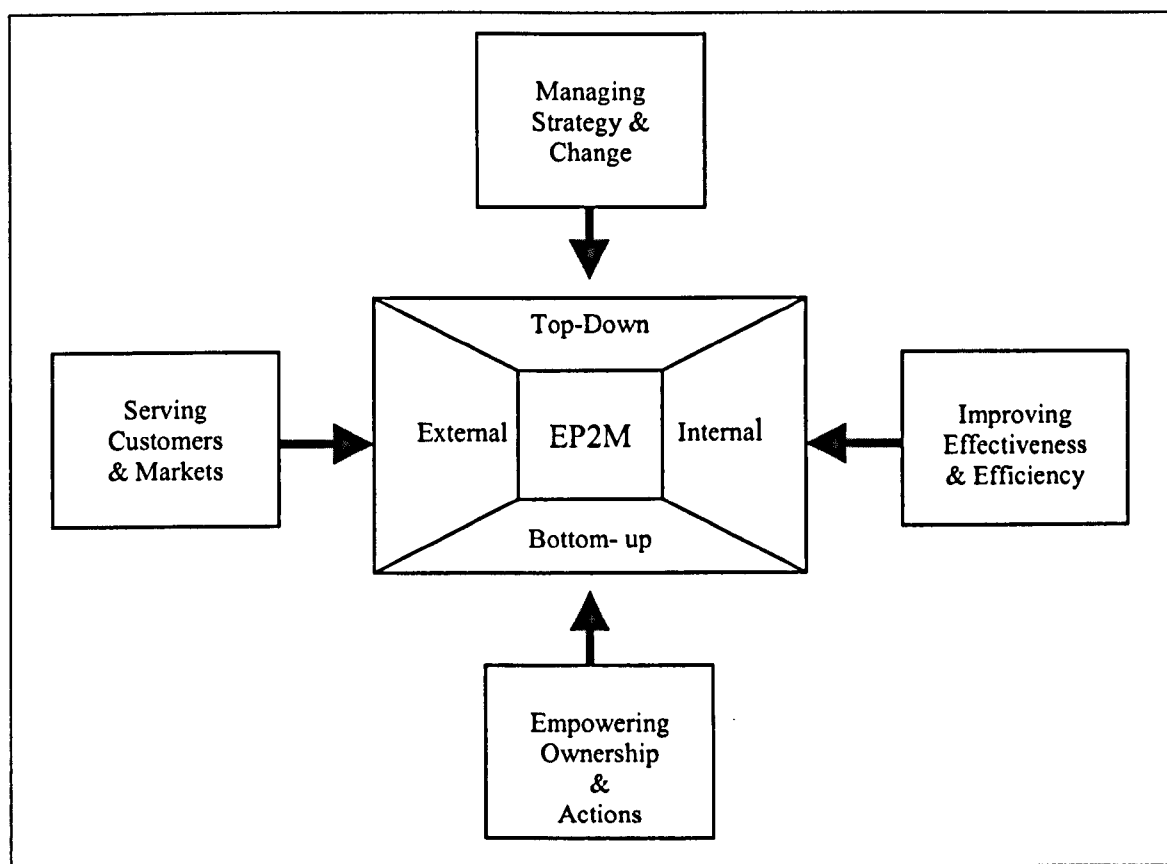 Managing
Strategy &
Change
Top-Down
Serving
Customers
& Markets
External
EP2M
Internal
Improving
Effectiveness
& Efficiency
Bottom- up
Empowering
Ownership
&
Actions